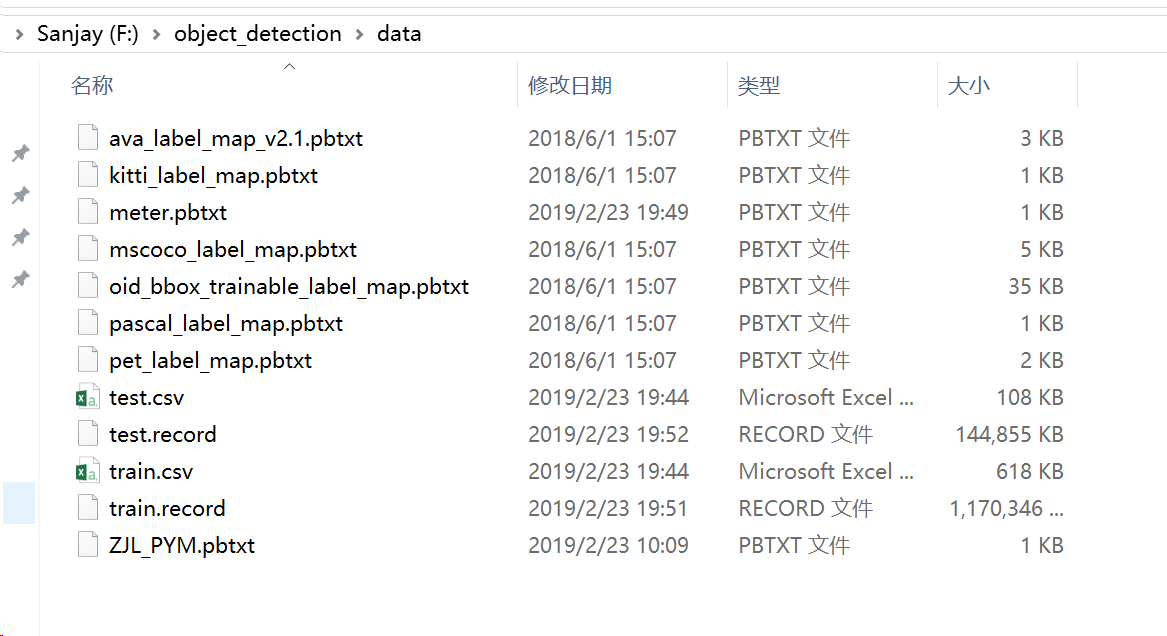 Sanjay (F:) > object_detection > data
名称 修改日期 类型 大小
ava_label_map_v2.1.pbtxt 2018/6/1 15:07 PBTXT 文件 3 KB
kitti_label_map.pbtxt 2018/6/1 15:07 PBTXT 文件 1 KB
meter.pbtxt 2019/2/23 19:49 PBTXT 文件 1 KB
mscoco_label_map.pbtxt 2018/6/1 15:07 PBTXT 文件 5 KB
oid_bbox_trainable_label_map.pbtxt 2018/6/1 15:07 PBTXT 文件 35 KB
pascal_label_map.pbtxt 2018/6/1 15:07 PBTXT 文件 1 KB
pet_label_map.pbtxt 2018/6/1 15:07 PBTXT 文件 2 KB
test.csv 2019/2/23 19:44 Microsoft Excel ... 108 KB
test.record 2019/2/23 19:52 RECORD 文件 144,855 KB
train.csv 2019/2/23 19:44 Microsoft Excel ... 618 KB
train.record 2019/2/23 19:51 RECORD 文件 1,170,346 ...
ZJL_PYM.pbtxt 2019/2/23 10:09 PBTXT 文件 1 KB